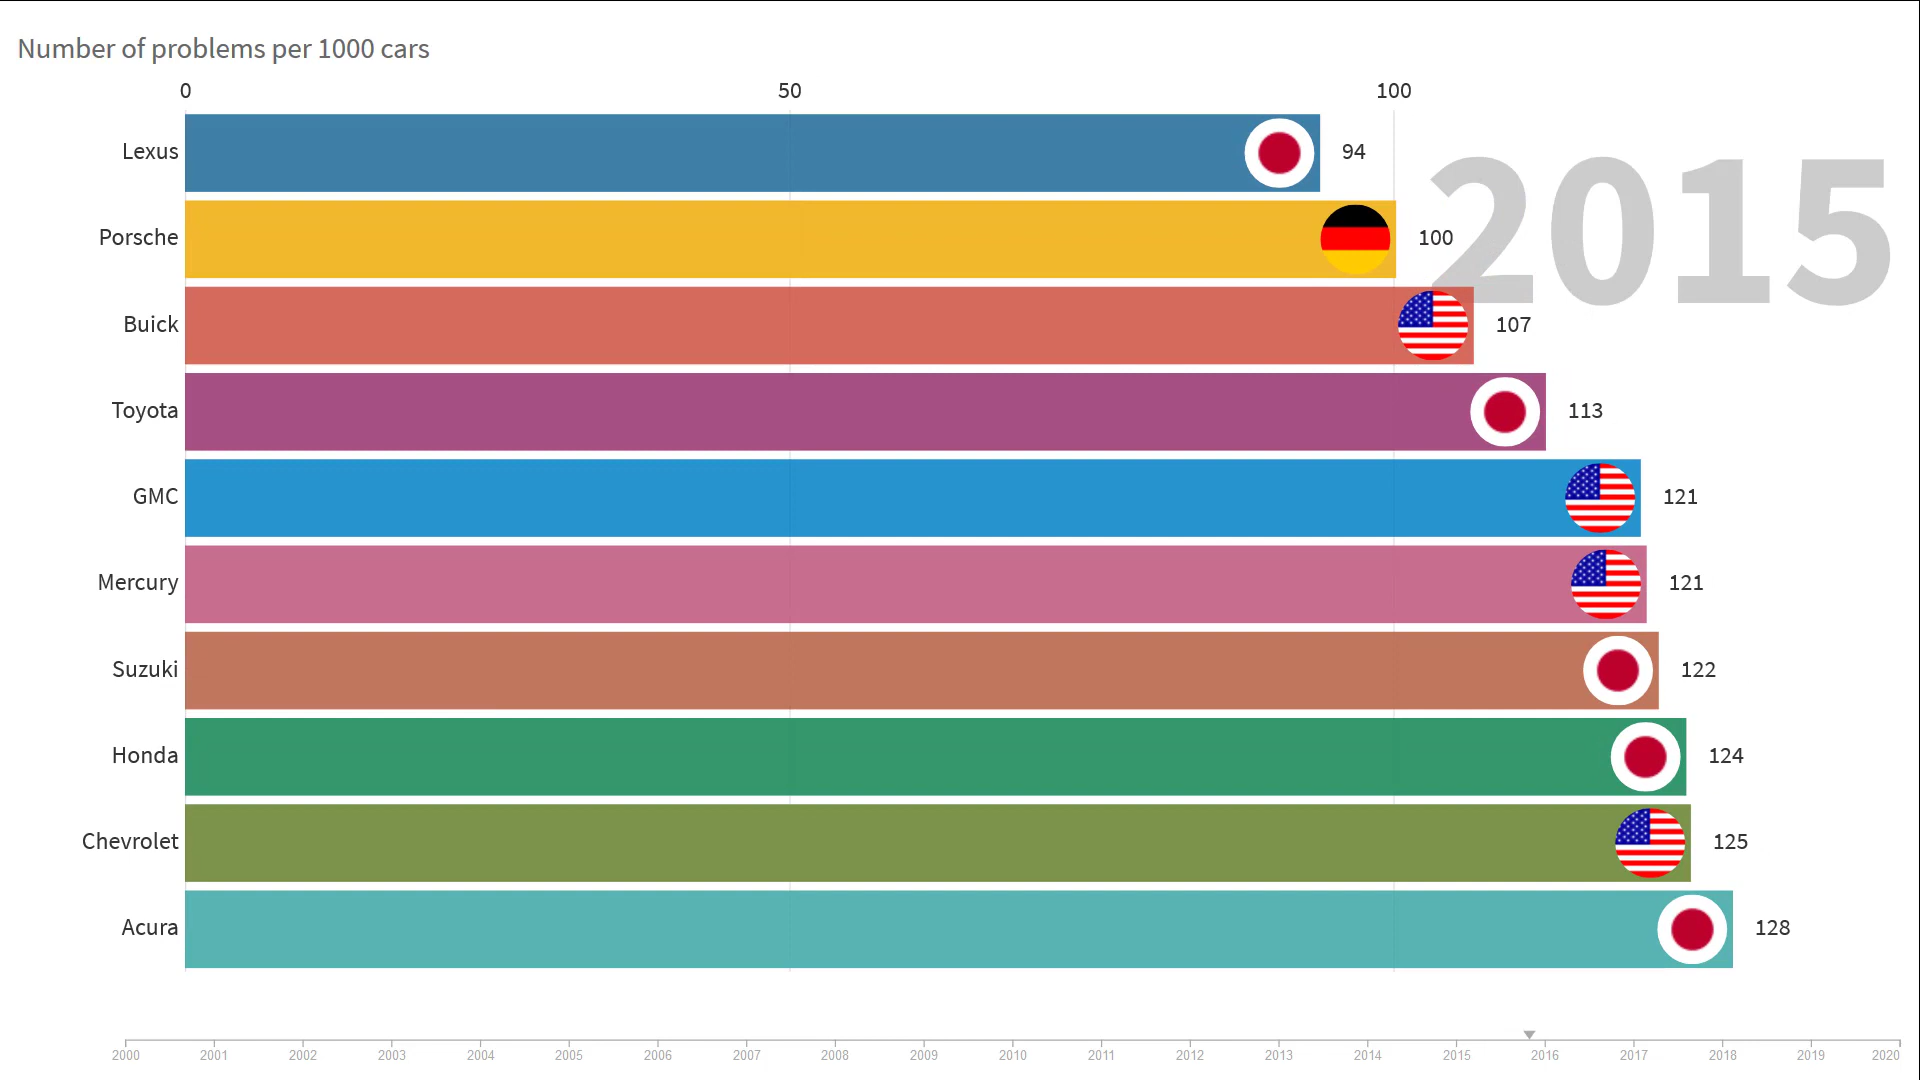 Number of problems per 1000 cars
0 50 100
2015
Lexus 94
Porsche 100
Buick 107
Toyota 113
GMC 121
Mercury 121
Suzuki 122
Honda 124
Chevrolet 125
Acura 128
2000 2001 2002 2003 2004 2005 2006 2007 2008 2009 2010 2011 2012 2013 2014 2015 2016 2017 2018 2019 2020